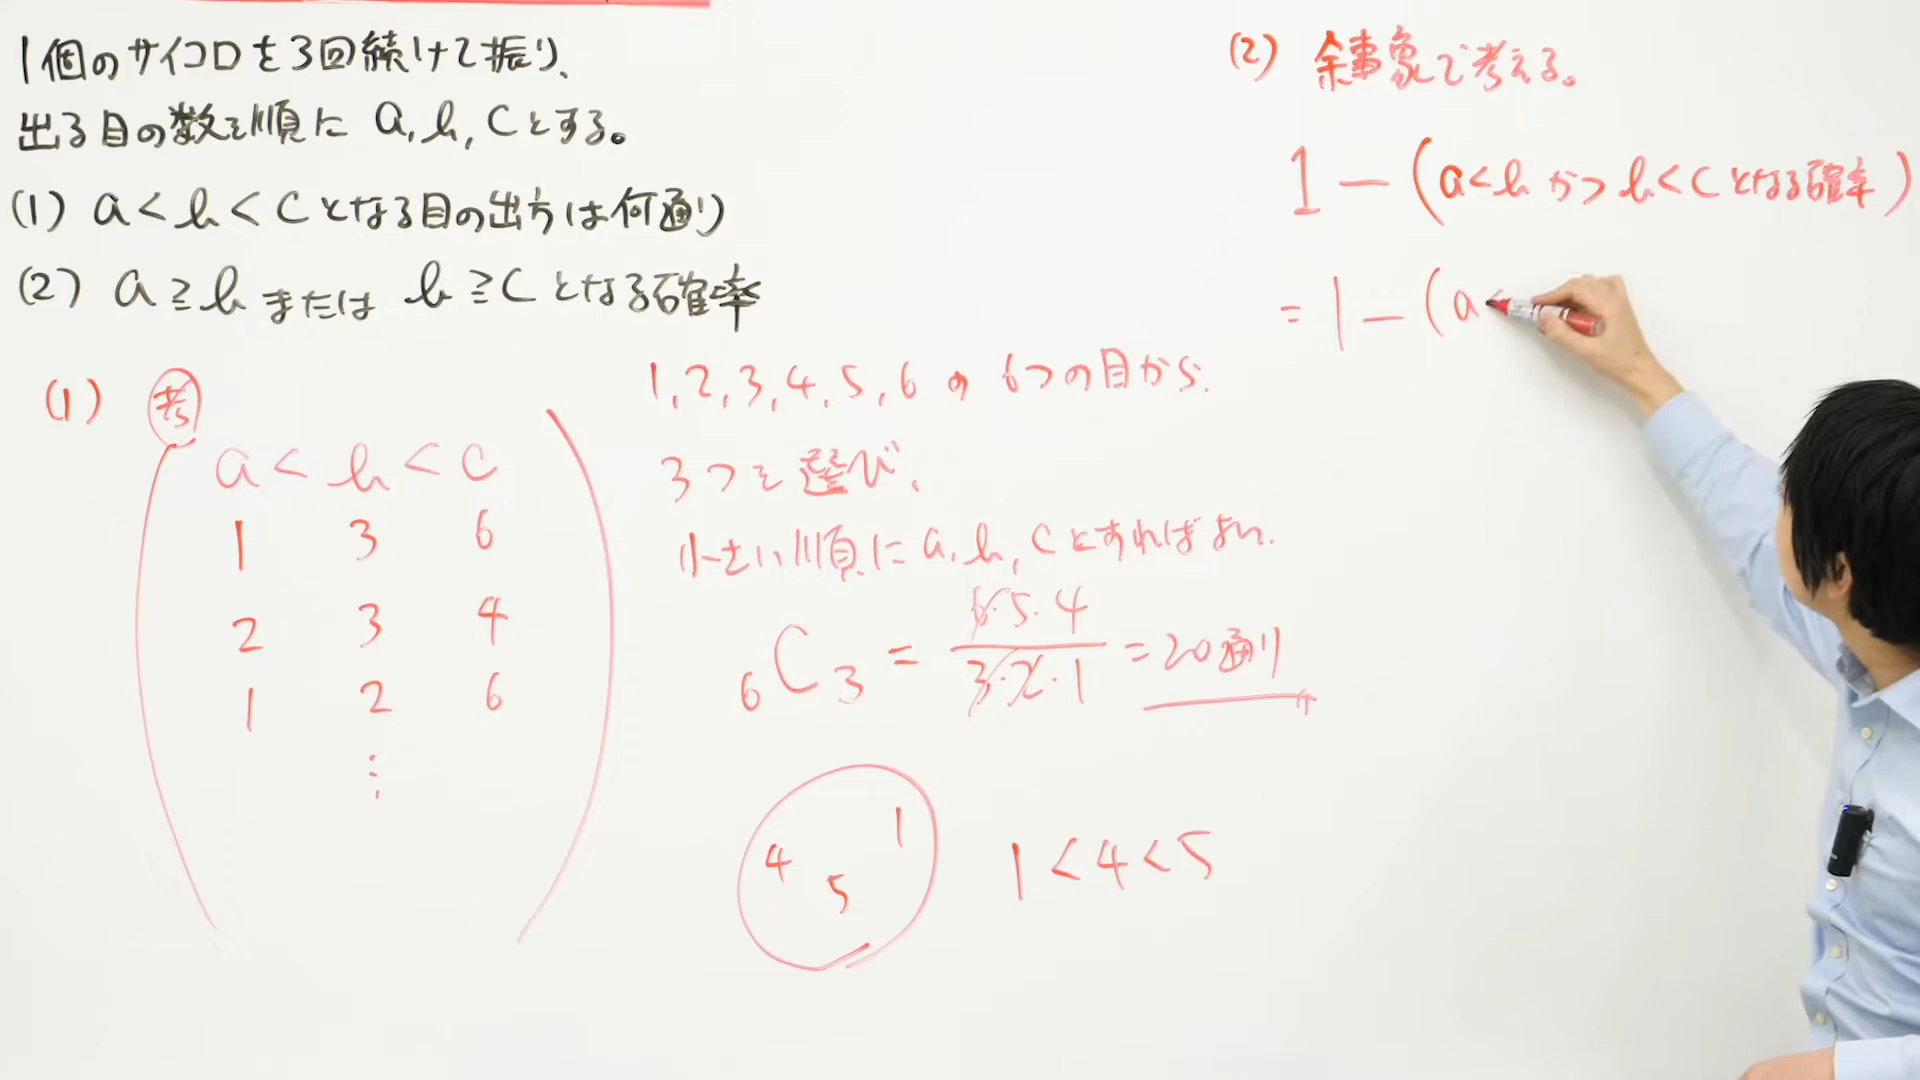 1個のサイコロを3回続けて振り、
出る目の数を順に a, b, c とする。
(1) a < b < c となる目の出方は何通り
(2) a ≧ b または b ≧ c となる確率
(1) 考
a < b < c
1 3 6
2 3 4
1 2 6
⋮
1, 2, 3, 4, 5, 6 の 6つの目から、
3つを選び、
小さい順に a, b, c とすればよい.
₆C₃ = 6·5·4 / 3·2·1 = 20通り
4 5 1
1 < 4 < 5
(2) 余事象で考える。
1 − (a<b かつ b<c となる確率)
= 1 − (a<